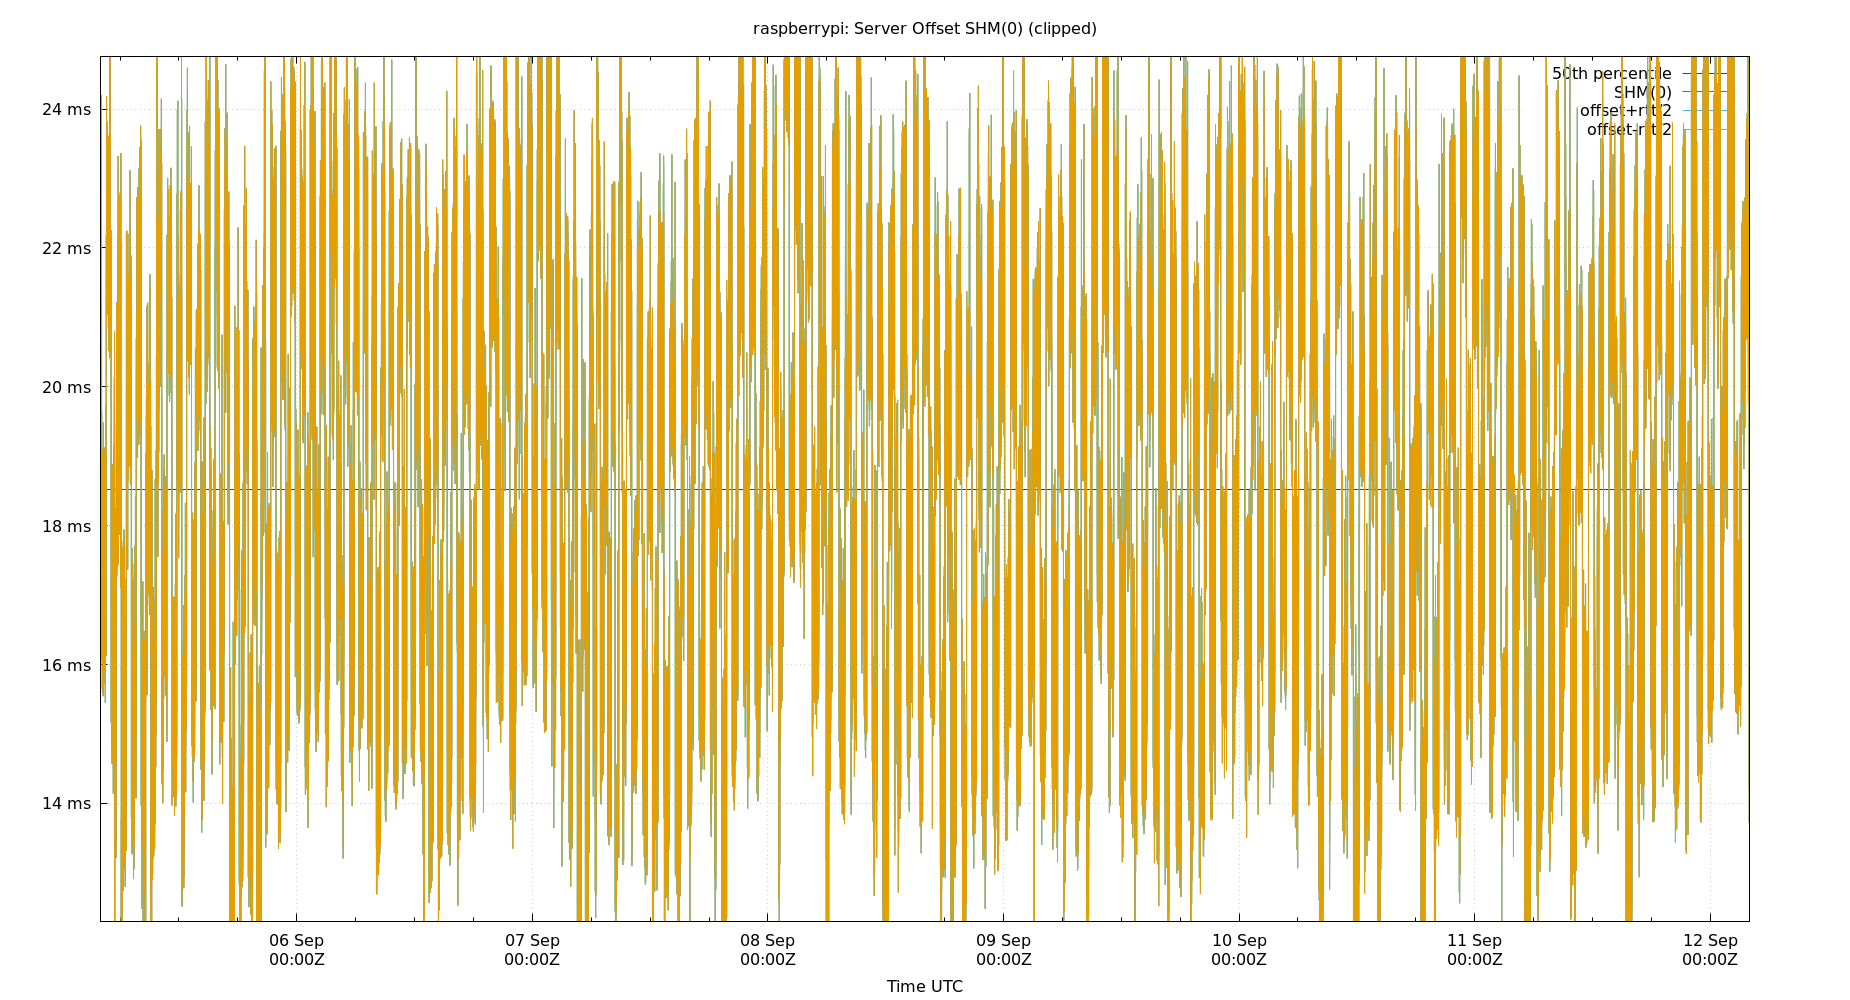 raspberrypi: Server Offset SHM(0) (clipped)
50th percentile
SHM(0)
offset+rtt/2
offset-rtt/2
24 ms
22 ms
20 ms
18 ms
16 ms
14 ms
06 Sep 07 Sep 08 Sep 09 Sep 10 Sep 11 Sep 12 Sep
00:00Z 00:00Z 00:00Z 00:00Z 00:00Z 00:00Z 00:00Z
Time UTC